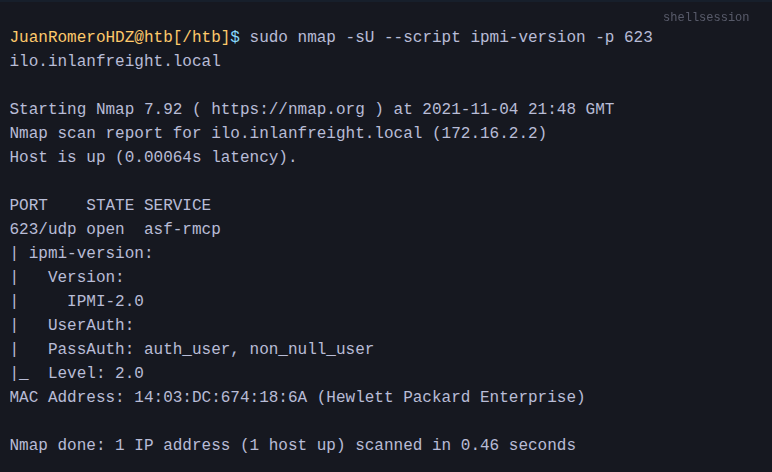 shellsession
JuanRomeroHDZ@htb[/htb]$ sudo nmap -sU --script ipmi-version -p 623
ilo.inlanfreight.local
Starting Nmap 7.92 ( https://nmap.org ) at 2021-11-04 21:48 GMT
Nmap scan report for ilo.inlanfreight.local (172.16.2.2)
Host is up (0.00064s latency).
PORT    STATE SERVICE
623/udp open  asf-rmcp
| ipmi-version:
|   Version:
|     IPMI-2.0
|   UserAuth:
|   PassAuth: auth_user, non_null_user
|_  Level: 2.0
MAC Address: 14:03:DC:674:18:6A (Hewlett Packard Enterprise)
Nmap done: 1 IP address (1 host up) scanned in 0.46 seconds